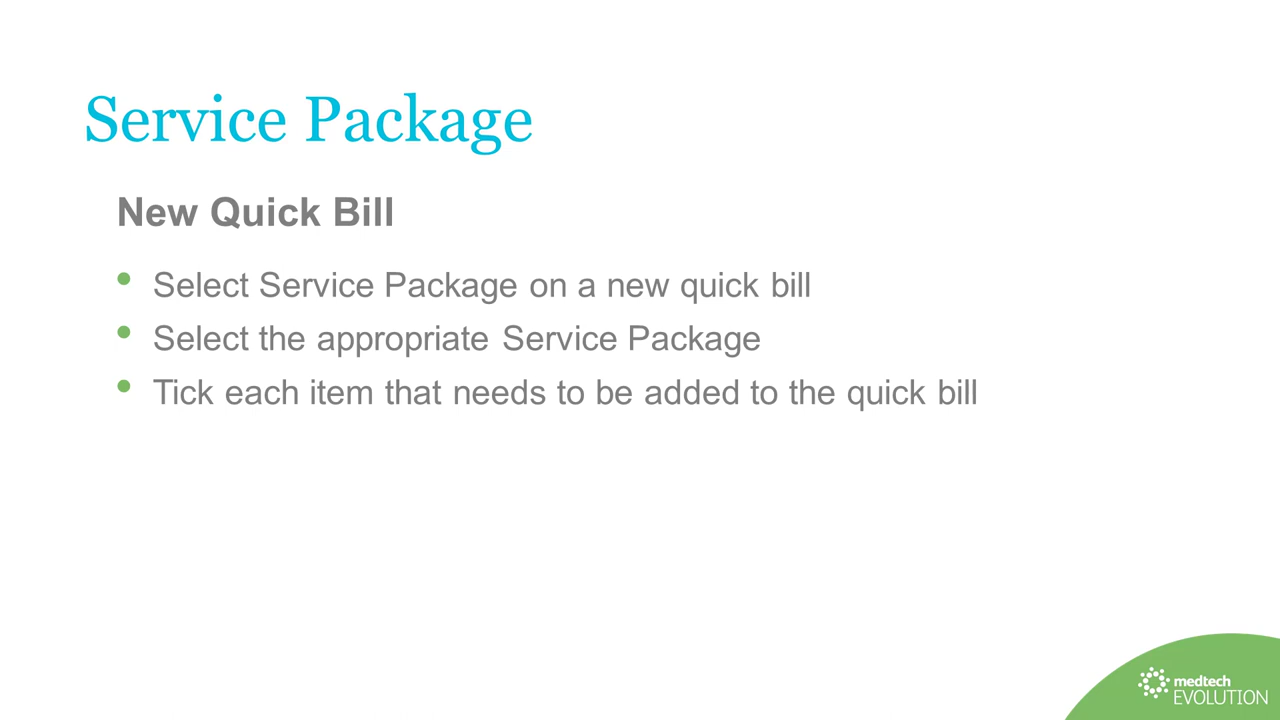 Service Package
New Quick Bill
• Select Service Package on a new quick bill
• Select the appropriate Service Package
• Tick each item that needs to be added to the quick bill
medtech
EVOLUTION